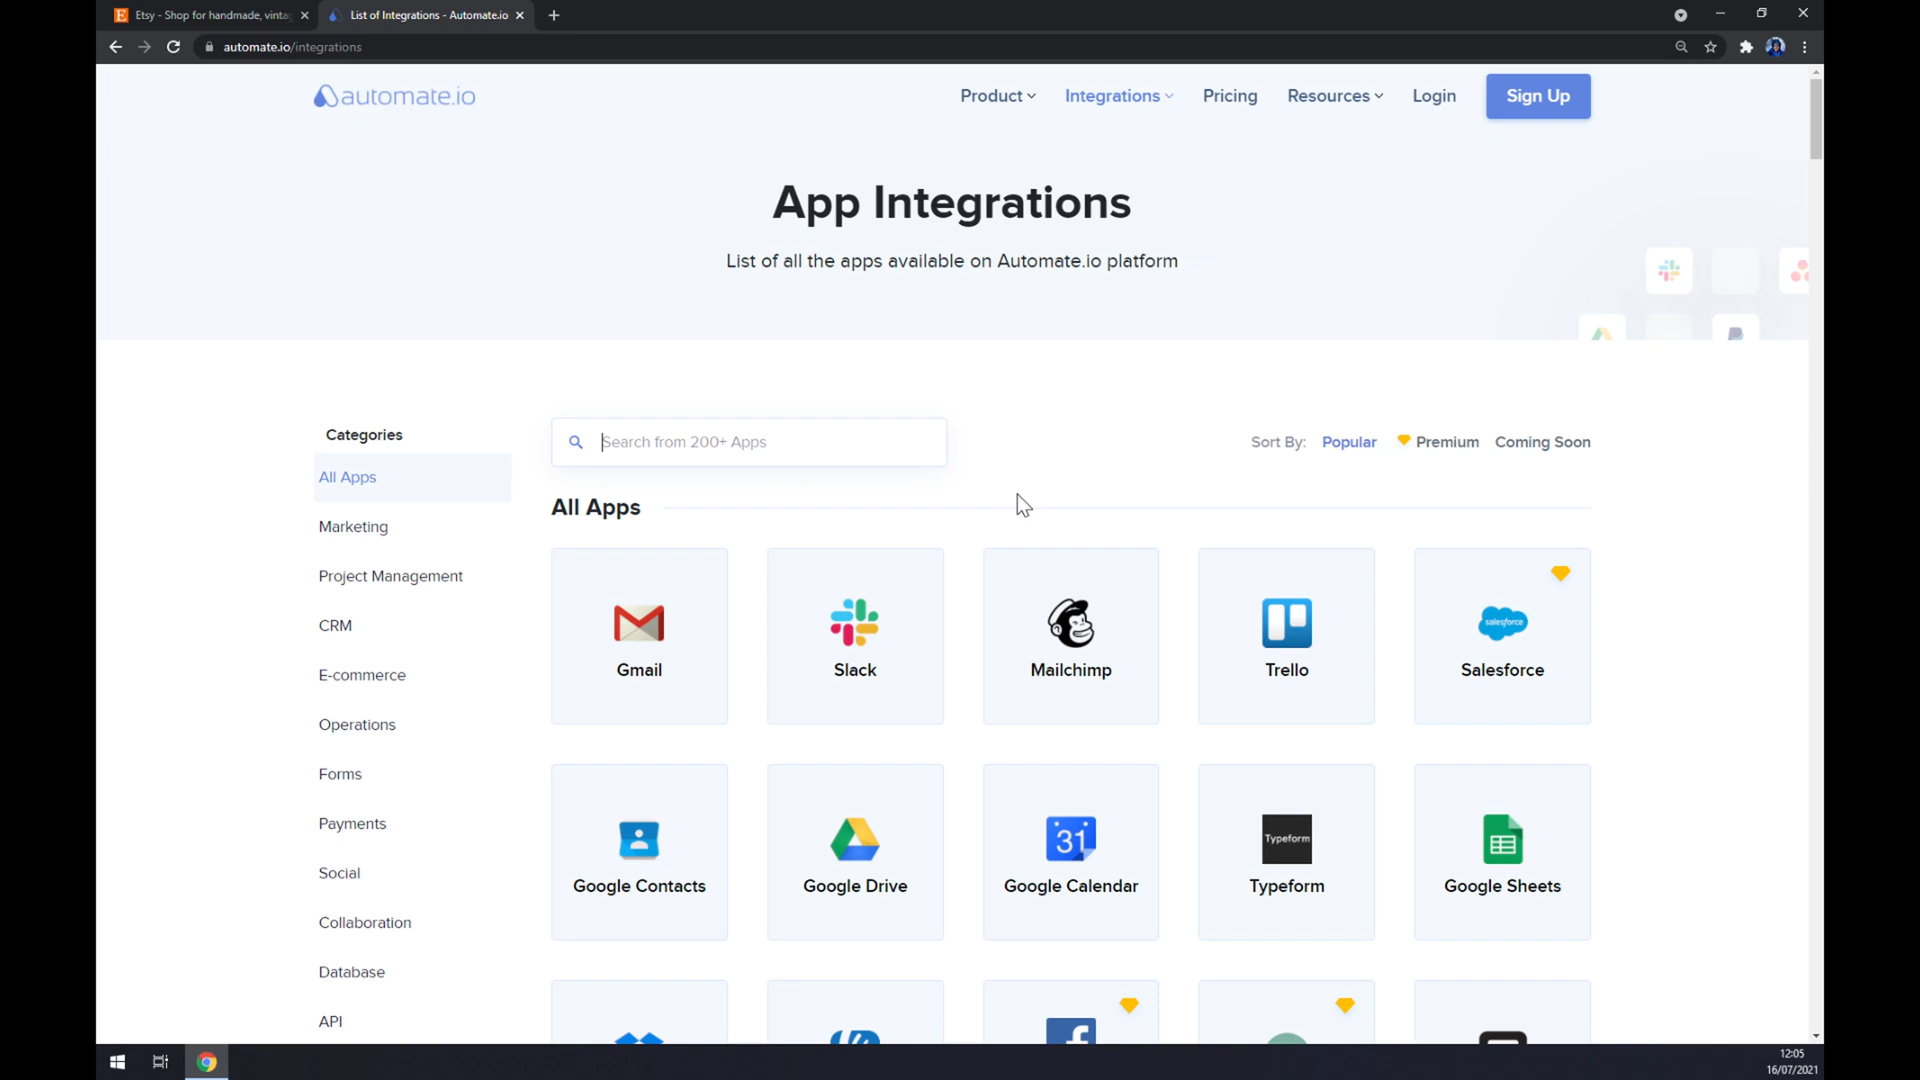 Etsy - Shop for handmade, vintag
List of Integrations - Automate.io
automate.io/integrations
automate.io
Product
Integrations
Pricing
Resources
Login
Sign Up
App Integrations
List of all the apps available on Automate.io platform
Categories
Search from 200+ Apps
Sort By:
Popular
Premium
Coming Soon
All Apps
Marketing
Project Management
CRM
E-commerce
Operations
Forms
Payments
Social
Collaboration
Database
API
All Apps
Gmail
Slack
Mailchimp
Trello
salesforce
Salesforce
Google Contacts
Google Drive
31
Google Calendar
Typeform
Typeform
Google Sheets
12:05
16/07/2021